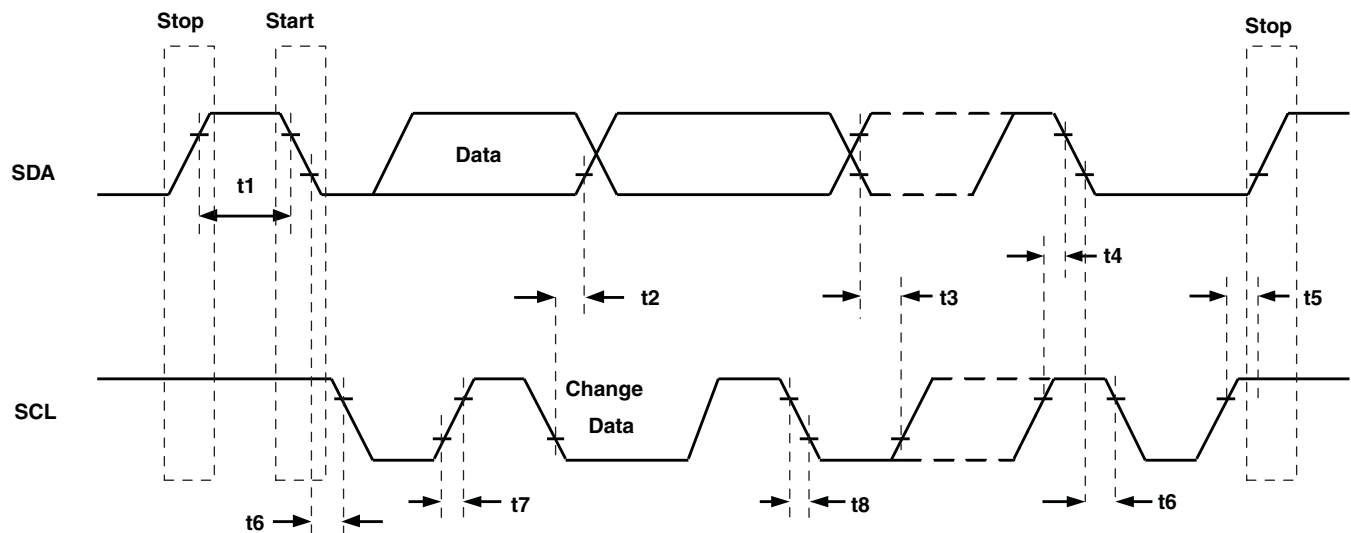 Stop Start Stop
SDA
Data
t1
t4
t2 t3 t5
SCL
Change
Data
t6 t7 t8 t6